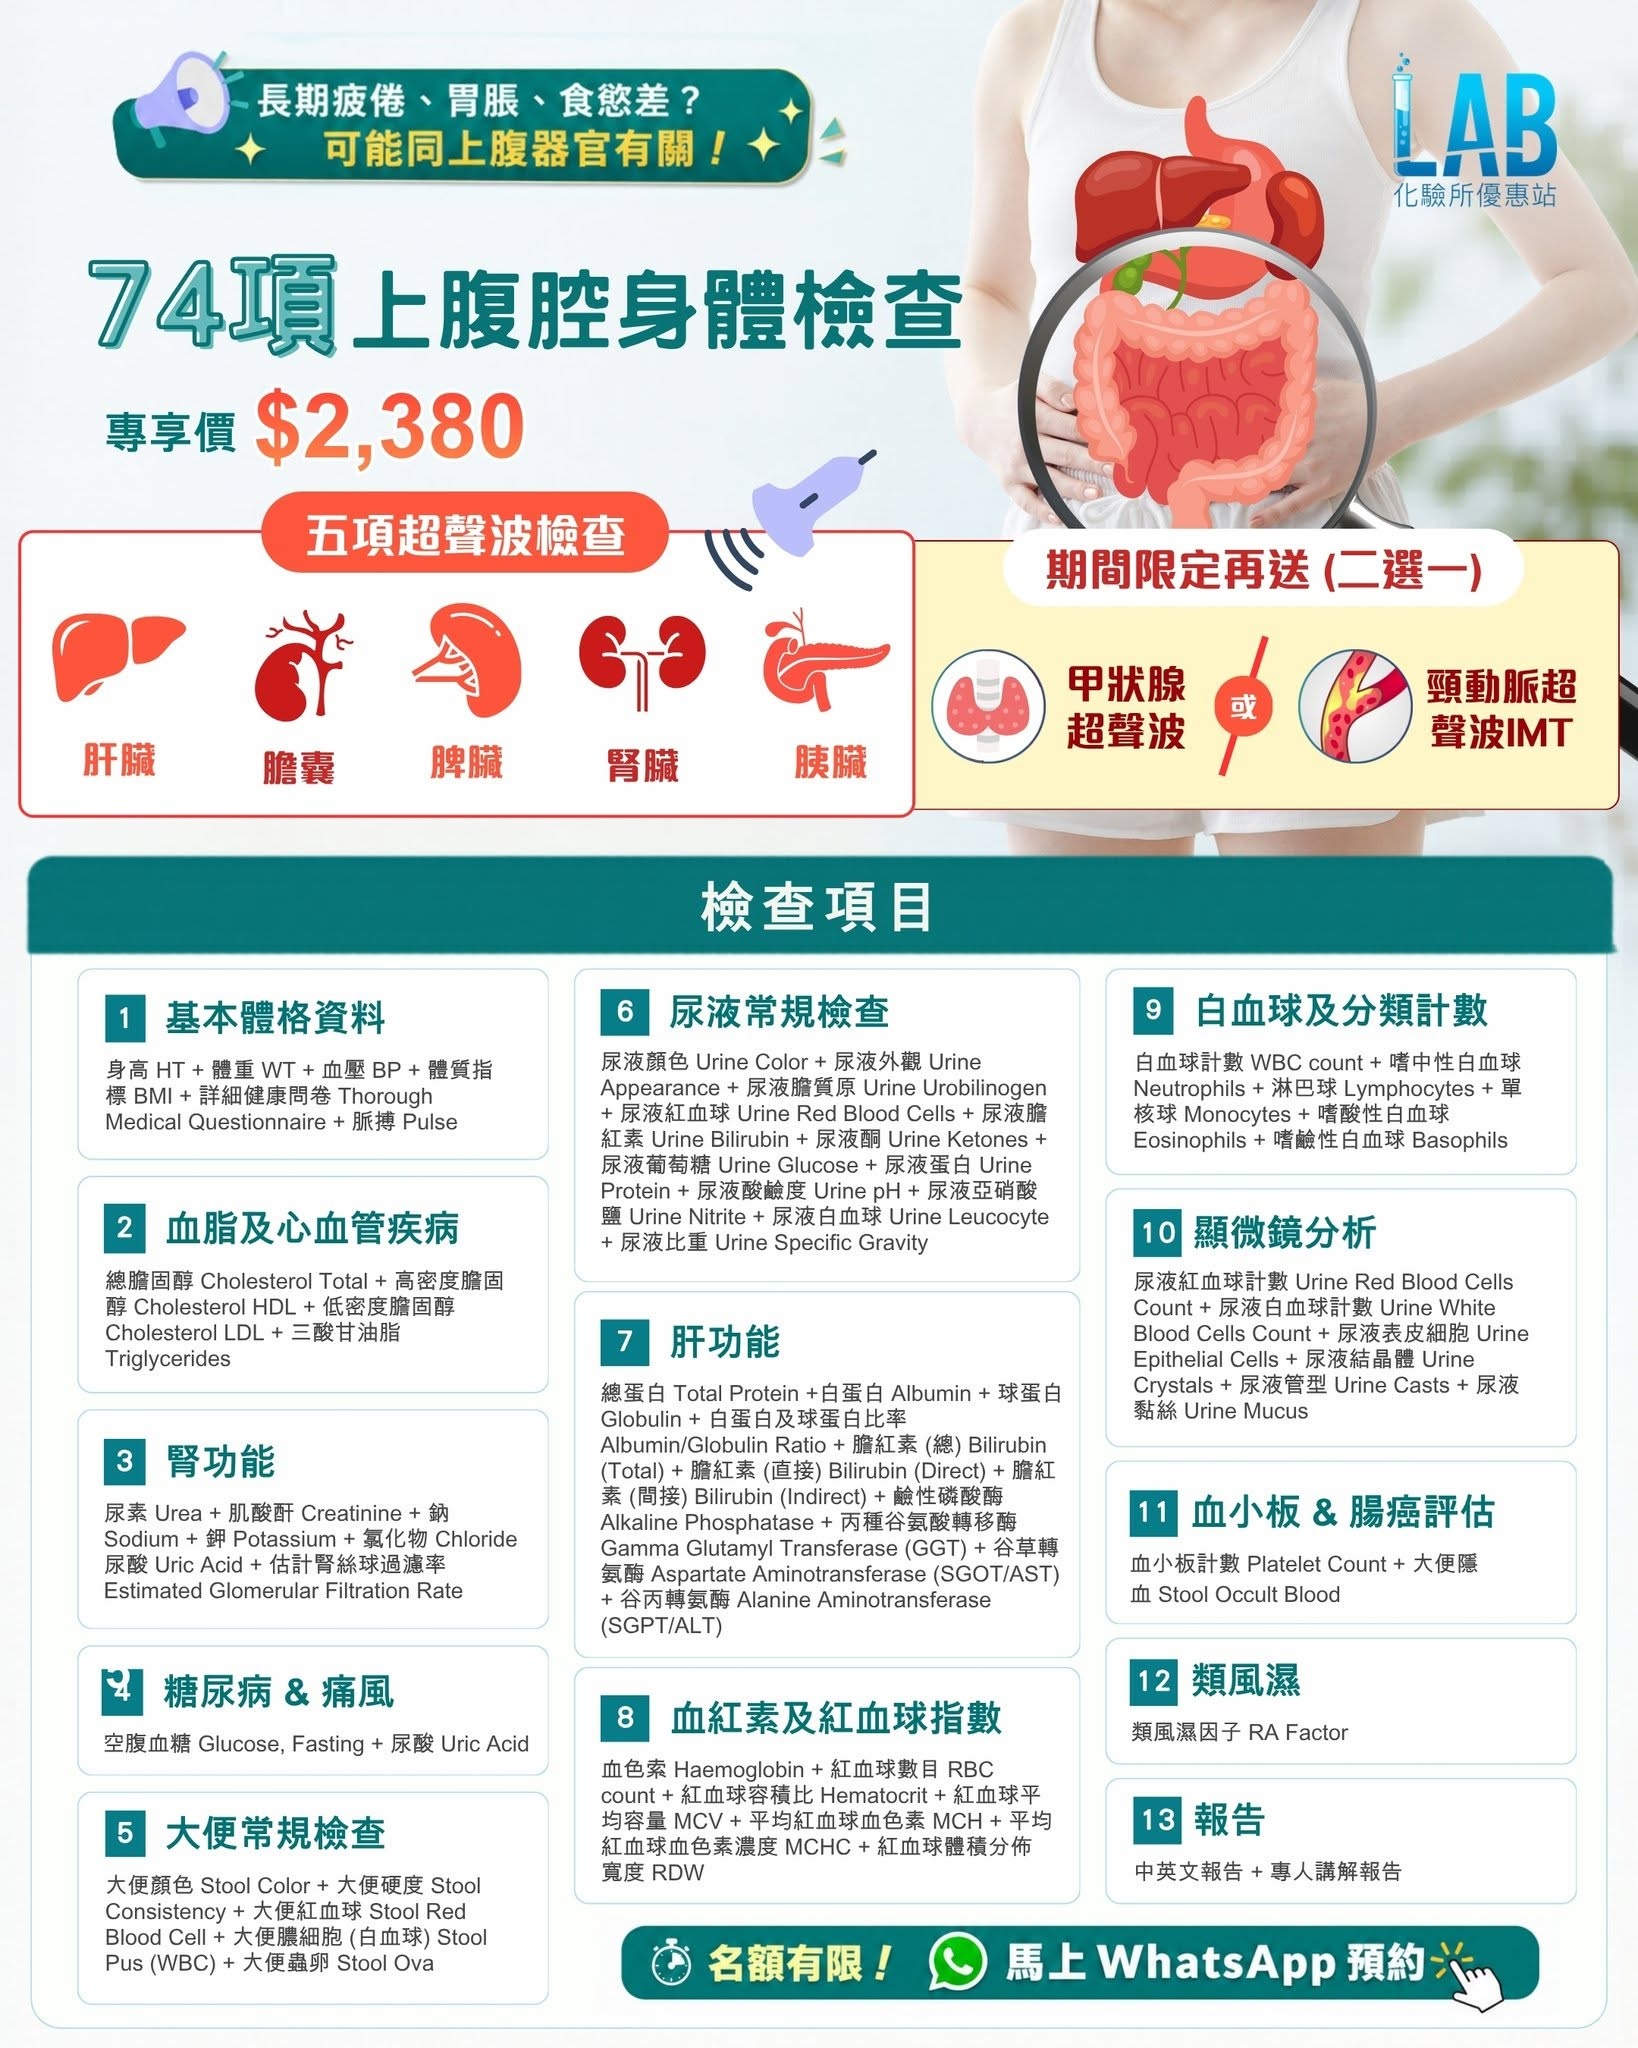 長期疲倦、胃脹、食慾差？
可能同上腹器官有關！
LAB
化驗所優惠站
74項上腹腔身體檢查
專享價 $2,380
五項超聲波檢查
肝臟
膽囊
脾臟
腎臟
胰臟
期間限定再送 (二選一)
甲狀腺
超聲波
或
頸動脈超
聲波IMT
檢查項目
1 基本體格資料
身高 HT + 體重 WT + 血壓 BP + 體質指
標 BMI + 詳細健康問卷 Thorough
Medical Questionnaire + 脈搏 Pulse
2 血脂及心血管疾病
總膽固醇 Cholesterol Total + 高密度膽固
醇 Cholesterol HDL + 低密度膽固醇
Cholesterol LDL + 三酸甘油脂
Triglycerides
3 腎功能
尿素 Urea + 肌酸酐 Creatinine + 鈉
Sodium + 鉀 Potassium + 氯化物 Chloride
尿酸 Uric Acid + 估計腎絲球過濾率
Estimated Glomerular Filtration Rate
4 糖尿病 & 痛風
空腹血糖 Glucose, Fasting + 尿酸 Uric Acid
5 大便常規檢查
大便顏色 Stool Color + 大便硬度 Stool
Consistency + 大便紅血球 Stool Red
Blood Cell + 大便膿細胞 (白血球) Stool
Pus (WBC) + 大便蟲卵 Stool Ova
6 尿液常規檢查
尿液顏色 Urine Color + 尿液外觀 Urine
Appearance + 尿液膽質原 Urine Urobilinogen
+ 尿液紅血球 Urine Red Blood Cells + 尿液膽
紅素 Urine Bilirubin + 尿液酮 Urine Ketones +
尿液葡萄糖 Urine Glucose + 尿液蛋白 Urine
Protein + 尿液酸鹼度 Urine pH + 尿液亞硝酸
鹽 Urine Nitrite + 尿液白血球 Urine Leucocyte
+ 尿液比重 Urine Specific Gravity
7 肝功能
總蛋白 Total Protein +白蛋白 Albumin + 球蛋白
Globulin + 白蛋白及球蛋白比率
Albumin/Globulin Ratio + 膽紅素 (總) Bilirubin
(Total) + 膽紅素 (直接) Bilirubin (Direct) + 膽紅
素 (間接) Bilirubin (Indirect) + 鹼性磷酸酶
Alkaline Phosphatase + 丙種谷氨酸轉移酶
Gamma Glutamyl Transferase (GGT) + 谷草轉
氨酶 Aspartate Aminotransferase (SGOT/AST)
+ 谷丙轉氨酶 Alanine Aminotransferase
(SGPT/ALT)
8 血紅素及紅血球指數
血色素 Haemoglobin + 紅血球數目 RBC
count + 紅血球容積比 Hematocrit + 紅血球平
均容量 MCV + 平均紅血球血色素 MCH + 平均
紅血球血色素濃度 MCHC + 紅血球體積分佈
寬度 RDW
9 白血球及分類計數
白血球計數 WBC count + 嗜中性白血球
Neutrophils + 淋巴球 Lymphocytes + 單
核球 Monocytes + 嗜酸性白血球
Eosinophils + 嗜鹼性白血球 Basophils
10 顯微鏡分析
尿液紅血球計數 Urine Red Blood Cells
Count + 尿液白血球計數 Urine White
Blood Cells Count + 尿液表皮細胞 Urine
Epithelial Cells + 尿液結晶體 Urine
Crystals + 尿液管型 Urine Casts + 尿液
黏絲 Urine Mucus
11 血小板 & 腸癌評估
血小板計數 Platelet Count + 大便隱
血 Stool Occult Blood
12 類風濕
類風濕因子 RA Factor
13 報告
中英文報告 + 專人講解報告
名額有限！ 馬上 WhatsApp 預約